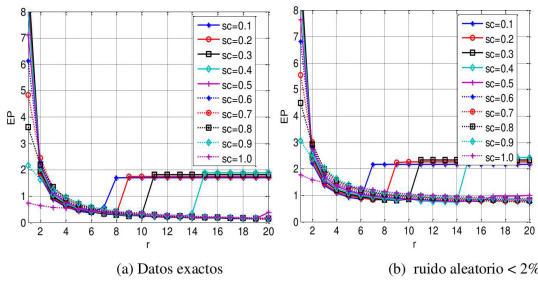 (a)
(b)
8
7
6
5
4
3
2
1
0
EP
2 4 6 8 10 12 14 16 18 20
r
sc=0.1
sc=0.2
sc=0.3
sc=0.4
sc=0.5
sc=0.6
sc=0.7
sc=0.8
sc=0.9
sc=1.0
8
7
6
5
4
3
2
1
0
EP
2 4 6 8 10 12 14 16 18 20
r
sc=0.1
sc=0.2
sc=0.3
sc=0.4
sc=0.5
sc=0.6
sc=0.7
sc=0.8
sc=0.9
sc=1.0
(a) Datos exactos
(b) ruido aleatorio < 2%